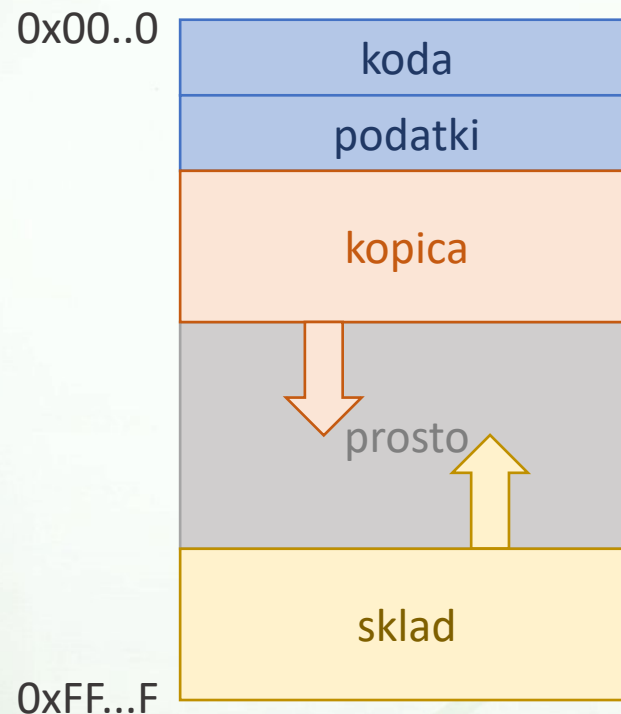 0x00..0
koda
podatki
kopica
prosto
sklad
0xFF...F